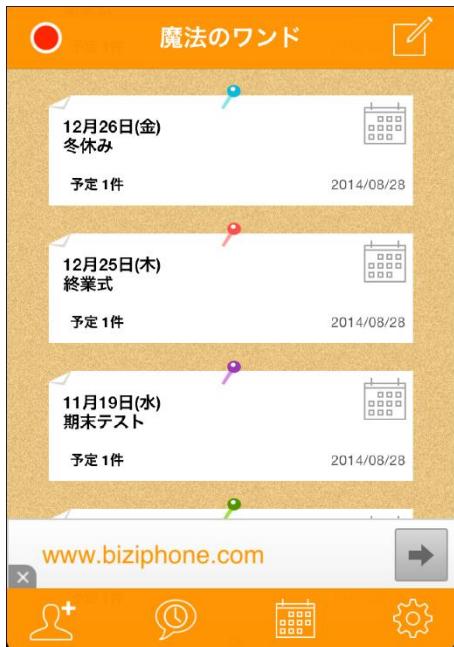 魔法のワンド
12月26日(金)
冬休み
予定 1件
2014/08/28
12月25日(木)
終業式
予定 1件
2014/08/28
11月19日(水)
期末テスト
予定 1件
2014/08/28
www.biziphone.com